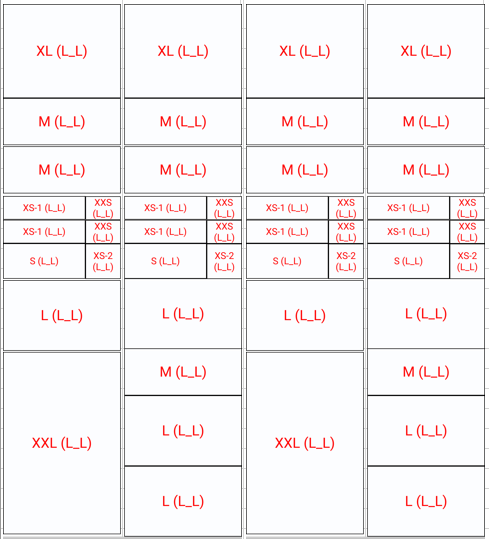 XL (L_L) XL (L_L) XL (L_L) XL (L_L)
M (L_L) M (L_L) M (L_L) M (L_L)
M (L_L) M (L_L) M (L_L) M (L_L)
XS-1 (L_L) XXS (L_L) XS-1 (L_L) XXS (L_L) XS-1 (L_L) XXS (L_L) XS-1 (L_L) XXS (L_L)
XS-1 (L_L) XXS (L_L) XS-1 (L_L) XXS (L_L) XS-1 (L_L) XXS (L_L) XS-1 (L_L) XXS (L_L)
S (L_L) XS-2 (L_L) S (L_L) XS-2 (L_L) S (L_L) XS-2 (L_L) S (L_L) XS-2 (L_L)
L (L_L) L (L_L) L (L_L) L (L_L)
M (L_L) M (L_L)
XXL (L_L) L (L_L) XXL (L_L) L (L_L)
L (L_L) L (L_L)